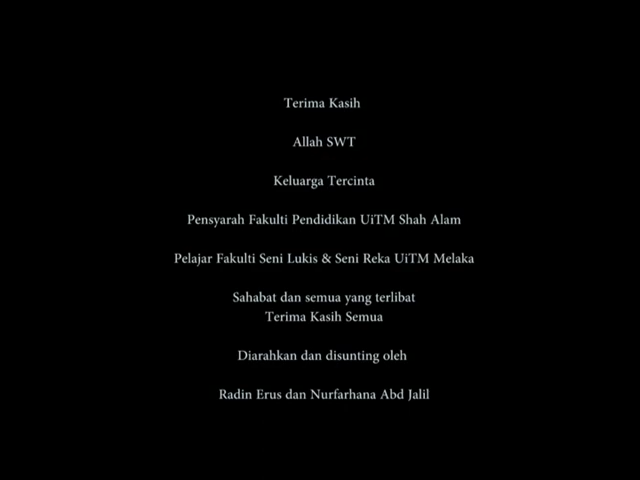 Terima Kasih
Allah SWT
Keluarga Tercinta
Pensyarah Fakulti Pendidikan UiTM Shah Alam
Pelajar Fakulti Seni Lukis & Seni Reka UiTM Melaka
Sahabat dan semua yang terlibat
Terima Kasih Semua
Diarahkan dan disunting oleh
Radin Erus dan Nurfarhana Abd Jalil